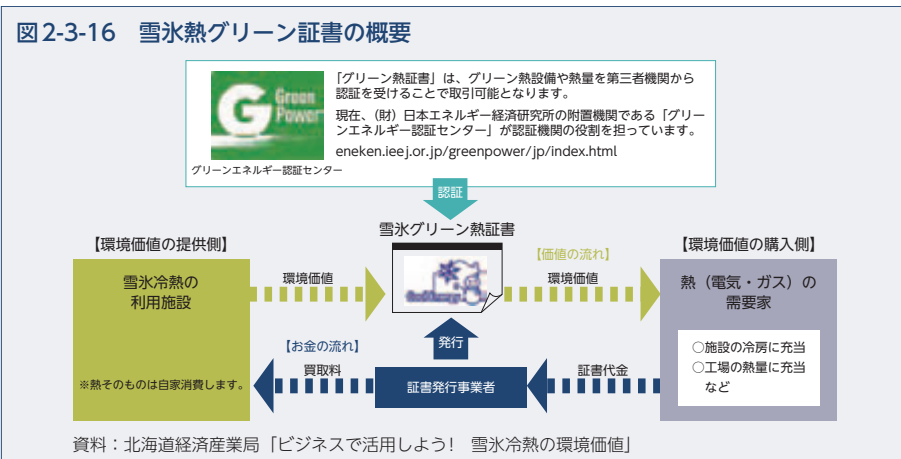 図2-3-16 雪氷熱グリーン証書の概要
G Green Power
グリーンエネルギー認証センター
「グリーン熱証書」は、グリーン熱設備や熱量を第三者機関から
認証を受けることで取引可能となります。
現在、(財)日本エネルギー経済研究所の附置機関である「グリー
ンエネルギー認証センター」が認証機関の役割を担っています。
eneken.ieej.or.jp/greenpower/jp/index.html
認証
雪氷グリーン熱証書
【環境価値の提供側】
雪氷冷熱の
利用施設
※熱そのものは自家消費します。
環境価値
【価値の流れ】
環境価値
【環境価値の購入側】
熱(電気・ガス)の
需要家
○施設の冷房に充当
○工場の熱量に充当
など
発行
【お金の流れ】
買取料
証書発行事業者
証書代金
資料:北海道経済産業局「ビジネスで活用しよう! 雪氷冷熱の環境価値」